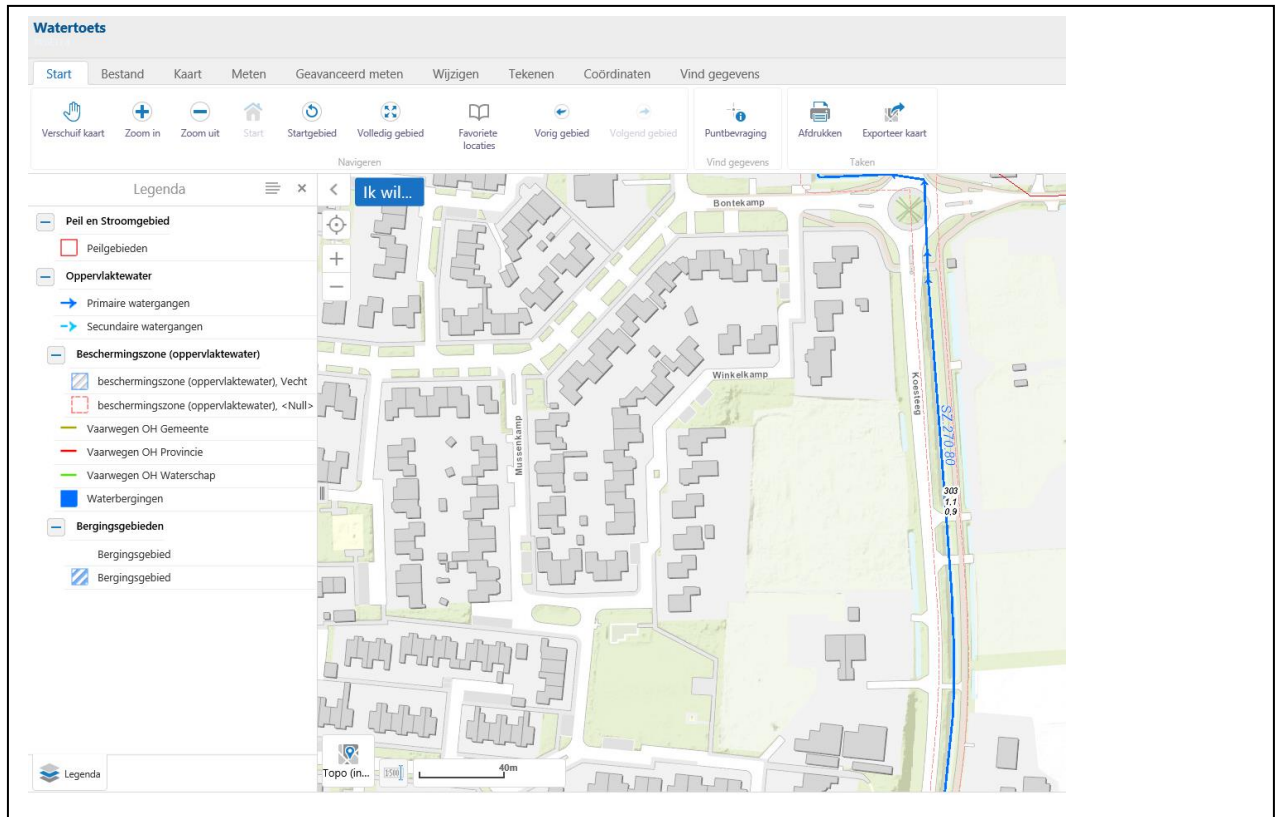 Watertoets
Start Bestand Kaart Meten Geavanceerd meten Wijzigen Tekenen Coördinaten Vind gegevens
Verschuif kaart Zoom in Zoom uit Start Startgebied Volledig gebied Favoriete locaties Vorig gebied Volgend gebied Puntbevraging Afdrukken Exporteer kaart
Navigeren Vind gegevens Taken
Legenda
Ik wil...
Peil en Stroomgebied
Peilgebieden
Oppervlaktewater
Primaire watergangen
Secundaire watergangen
Beschermingszone (oppervlaktewater)
beschermingszone (oppervlaktewater), Vecht
beschermingszone (oppervlaktewater), <Null>
Vaarwegen OH Gemeente
Vaarwegen OH Provincie
Vaarwegen OH Waterschap
Waterbergingen
Bergingsgebieden
Bergingsgebied
Bergingsgebied
Legenda
Bontekamp
Winkelkamp
Mussenkamp
Koesteeg
SZ 270.80
303
1.1
0.9
Topo (in...
40m